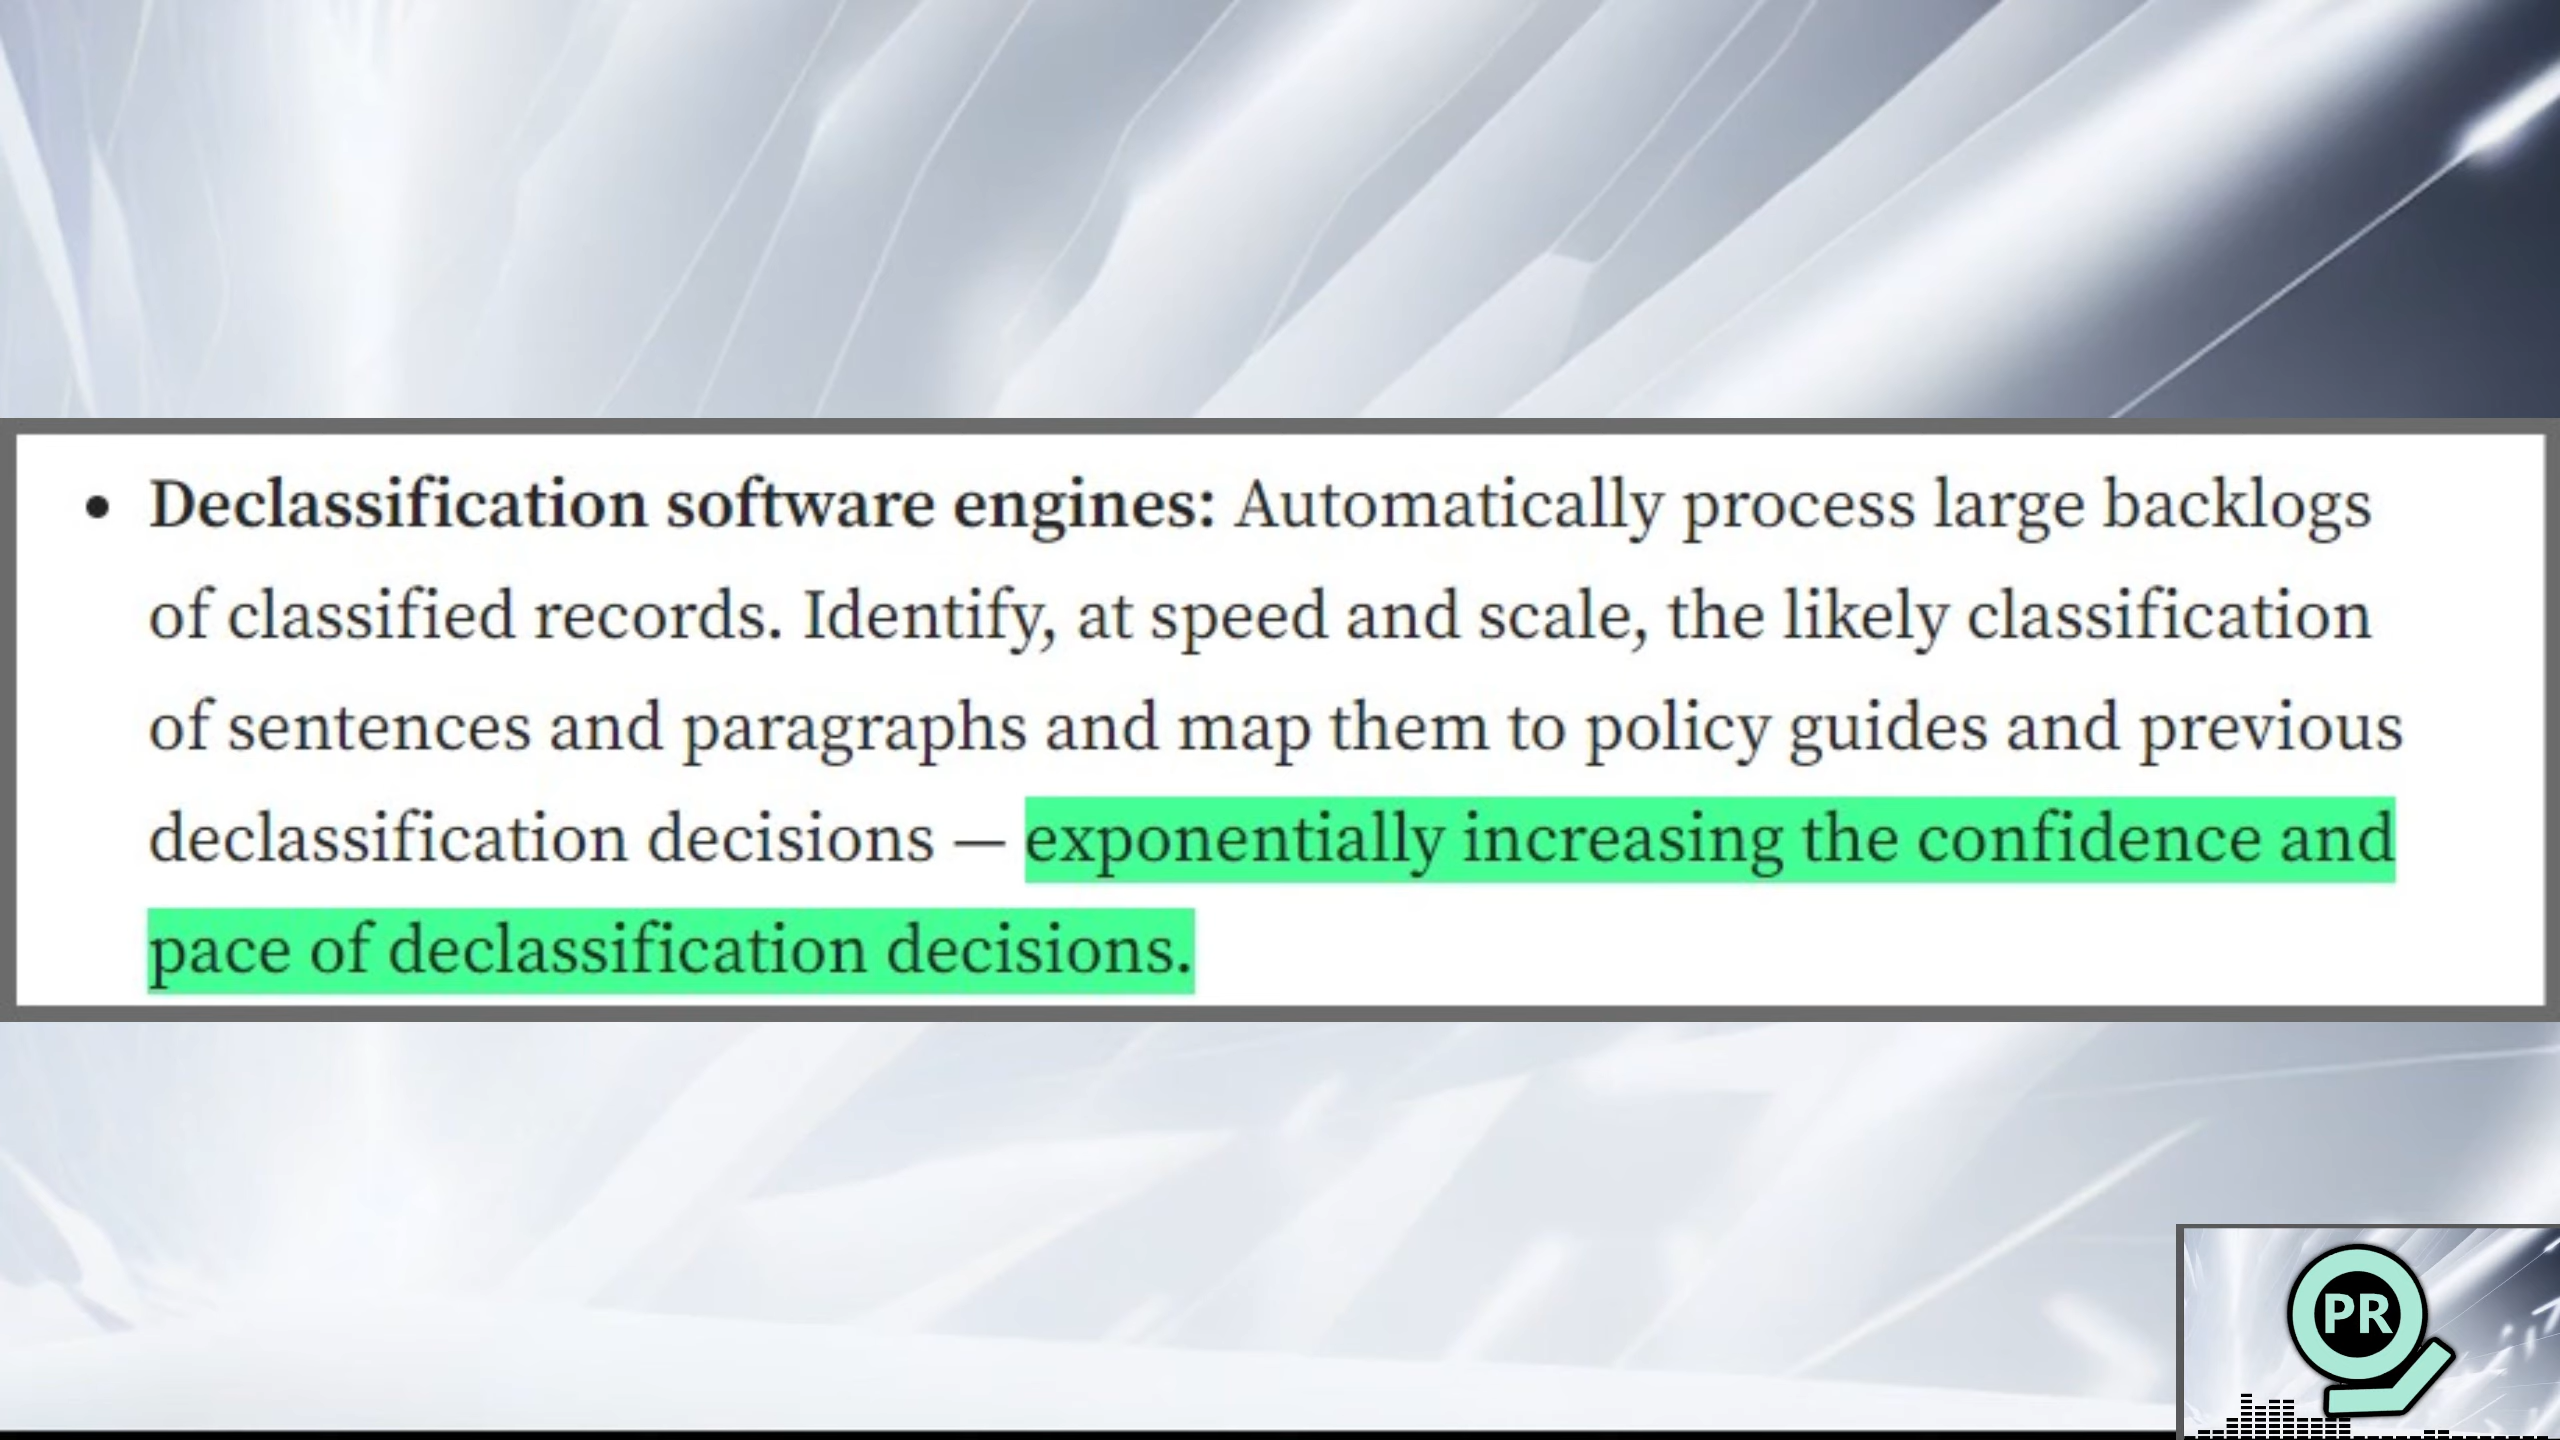 • Declassification software engines: Automatically process large backlogs
of classified records. Identify, at speed and scale, the likely classification
of sentences and paragraphs and map them to policy guides and previous
declassification decisions — exponentially increasing the confidence and
pace of declassification decisions.
PR